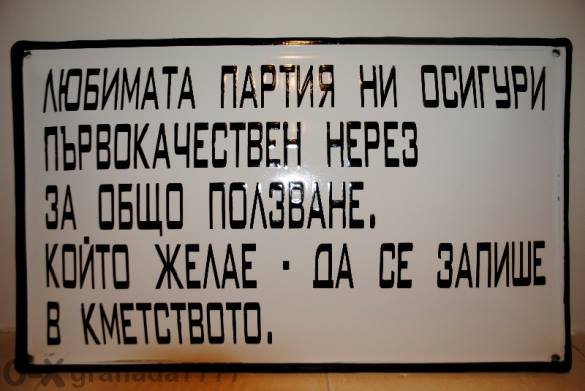 ЛЮБИМАТА ПАРТИЯ НИ ОСИГУРИ
ПЪРВОКАЧЕСТВЕН НЕРЕЗ
ЗА ОБЩО ПОЛЗВАНЕ.
КОЙТО ЖЕЛАЕ · ДА СЕ ЗАПИШЕ
В КМЕТСТВОТО.